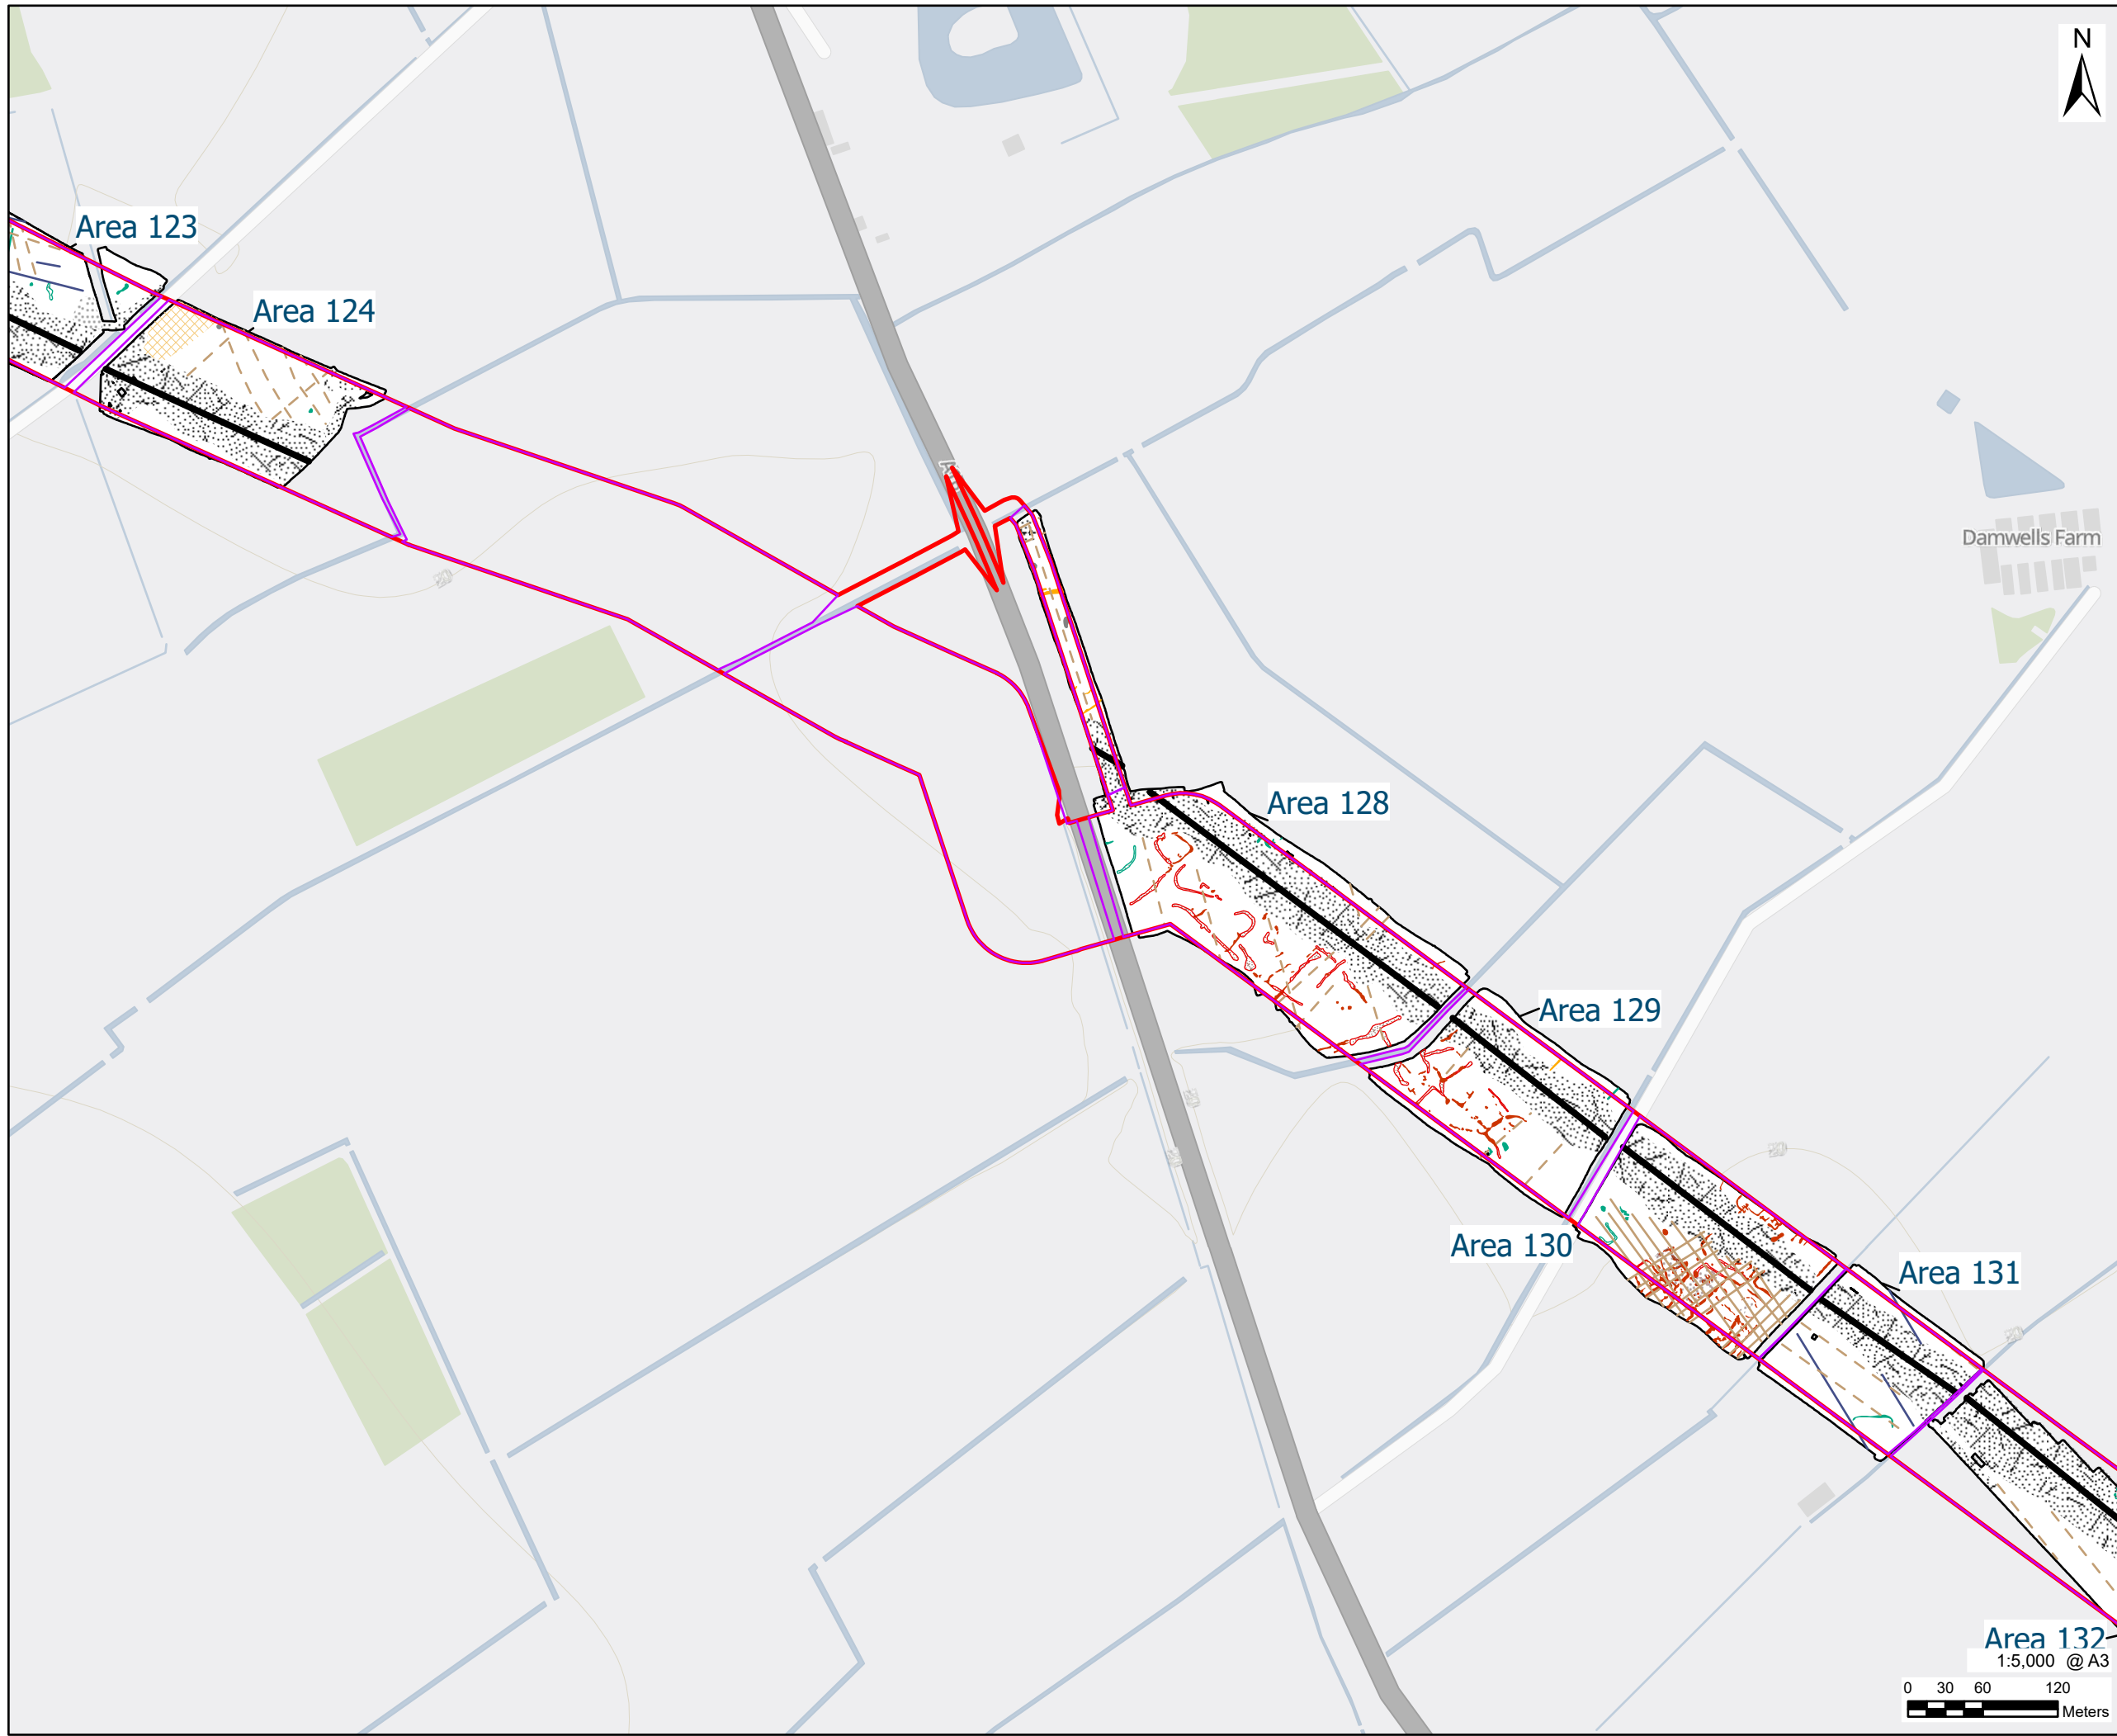 N
Area 123
Area 124
Damwells Farm
Area 128
Area 129
Area 130
Area 131
Area 132
1:5,000 @ A3
0 30 60 120
Meters